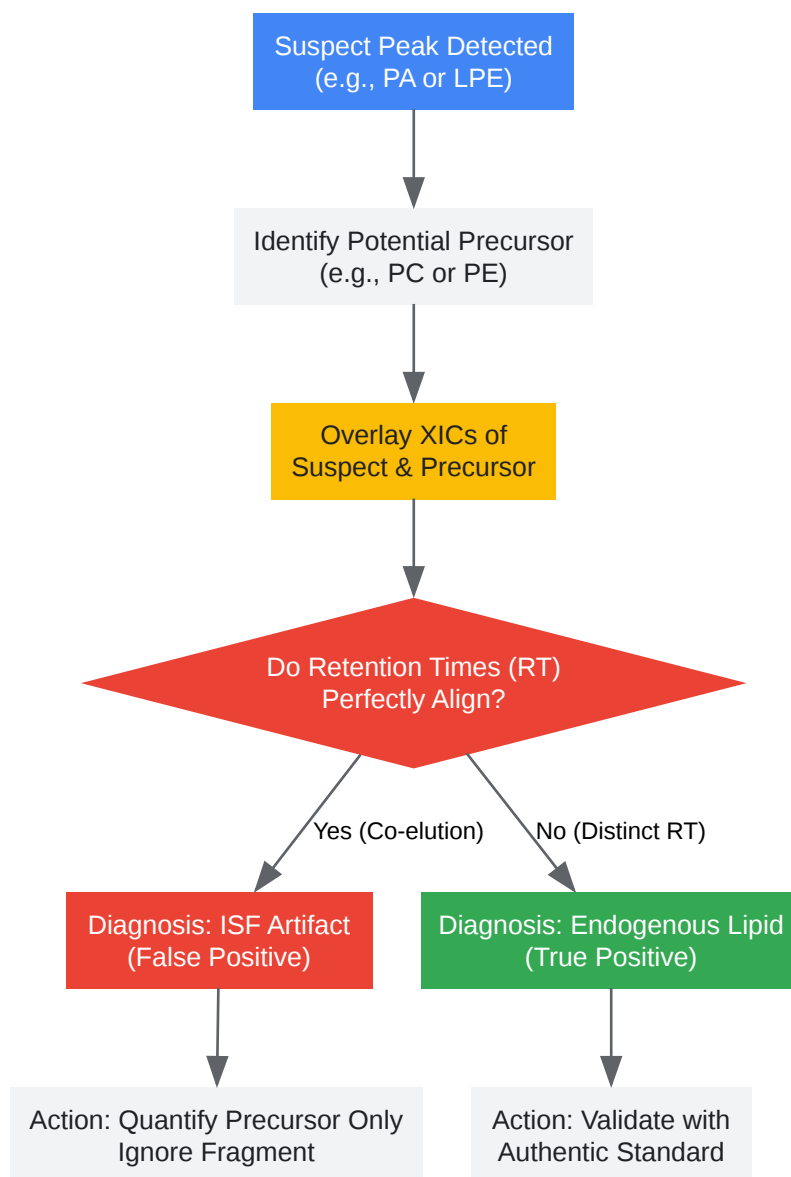 Suspect Peak Detected
(e.g., PA or LPE)
Identify Potential Precursor
(e.g., PC or PE)
Overlay XICs of
Suspect & Precursor
Do Retention Times (RT)
Perfectly Align?
Yes (Co-elution)
No (Distinct RT)
Diagnosis: ISF Artifact
(False Positive)
Diagnosis: Endogenous Lipid
(True Positive)
Action: Quantify Precursor Only
Ignore Fragment
Action: Validate with
Authentic Standard